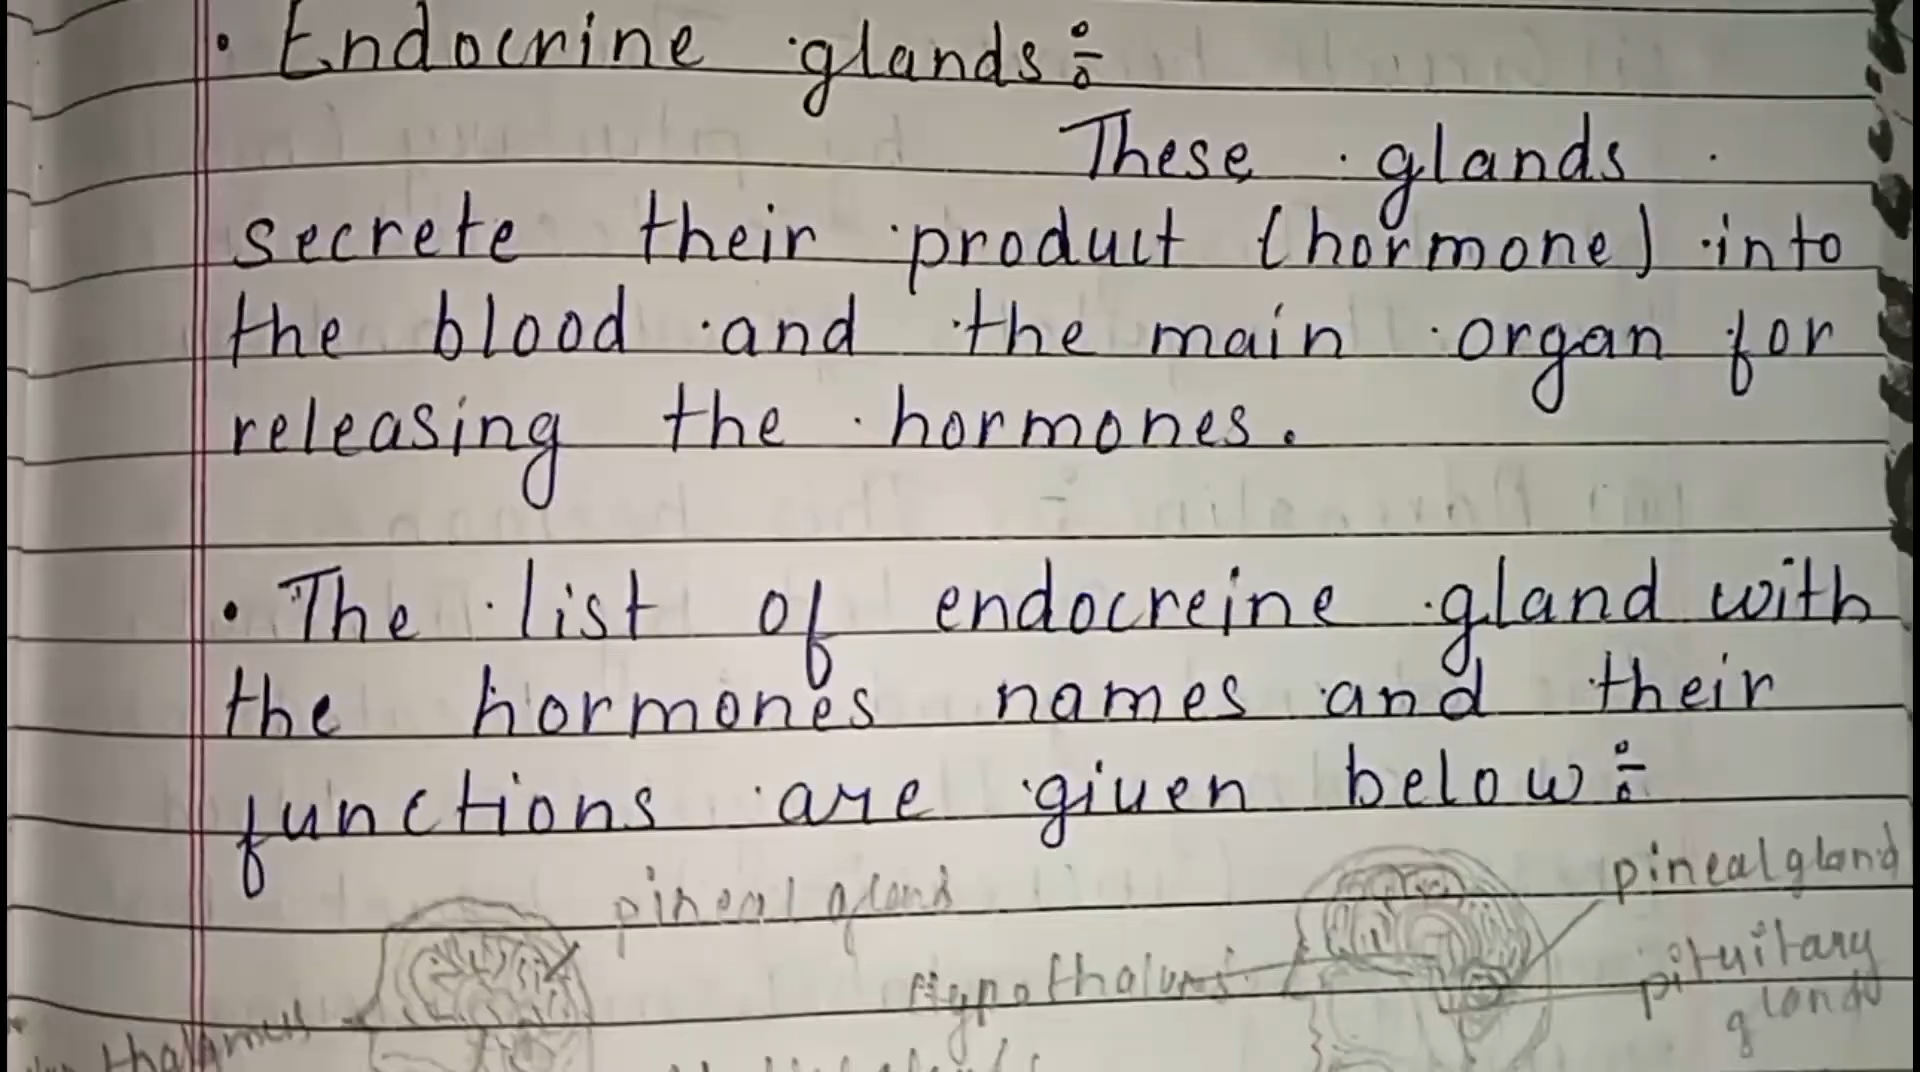 • Endocrine glands :-
These glands
secrete their product (hormone) into
the blood and the main organ for
releasing the hormones.
• The list of endocreine gland with
the hormones names and their
functions are given below :-
pineal gland
pineal gland
pituitary
gland
thalamus